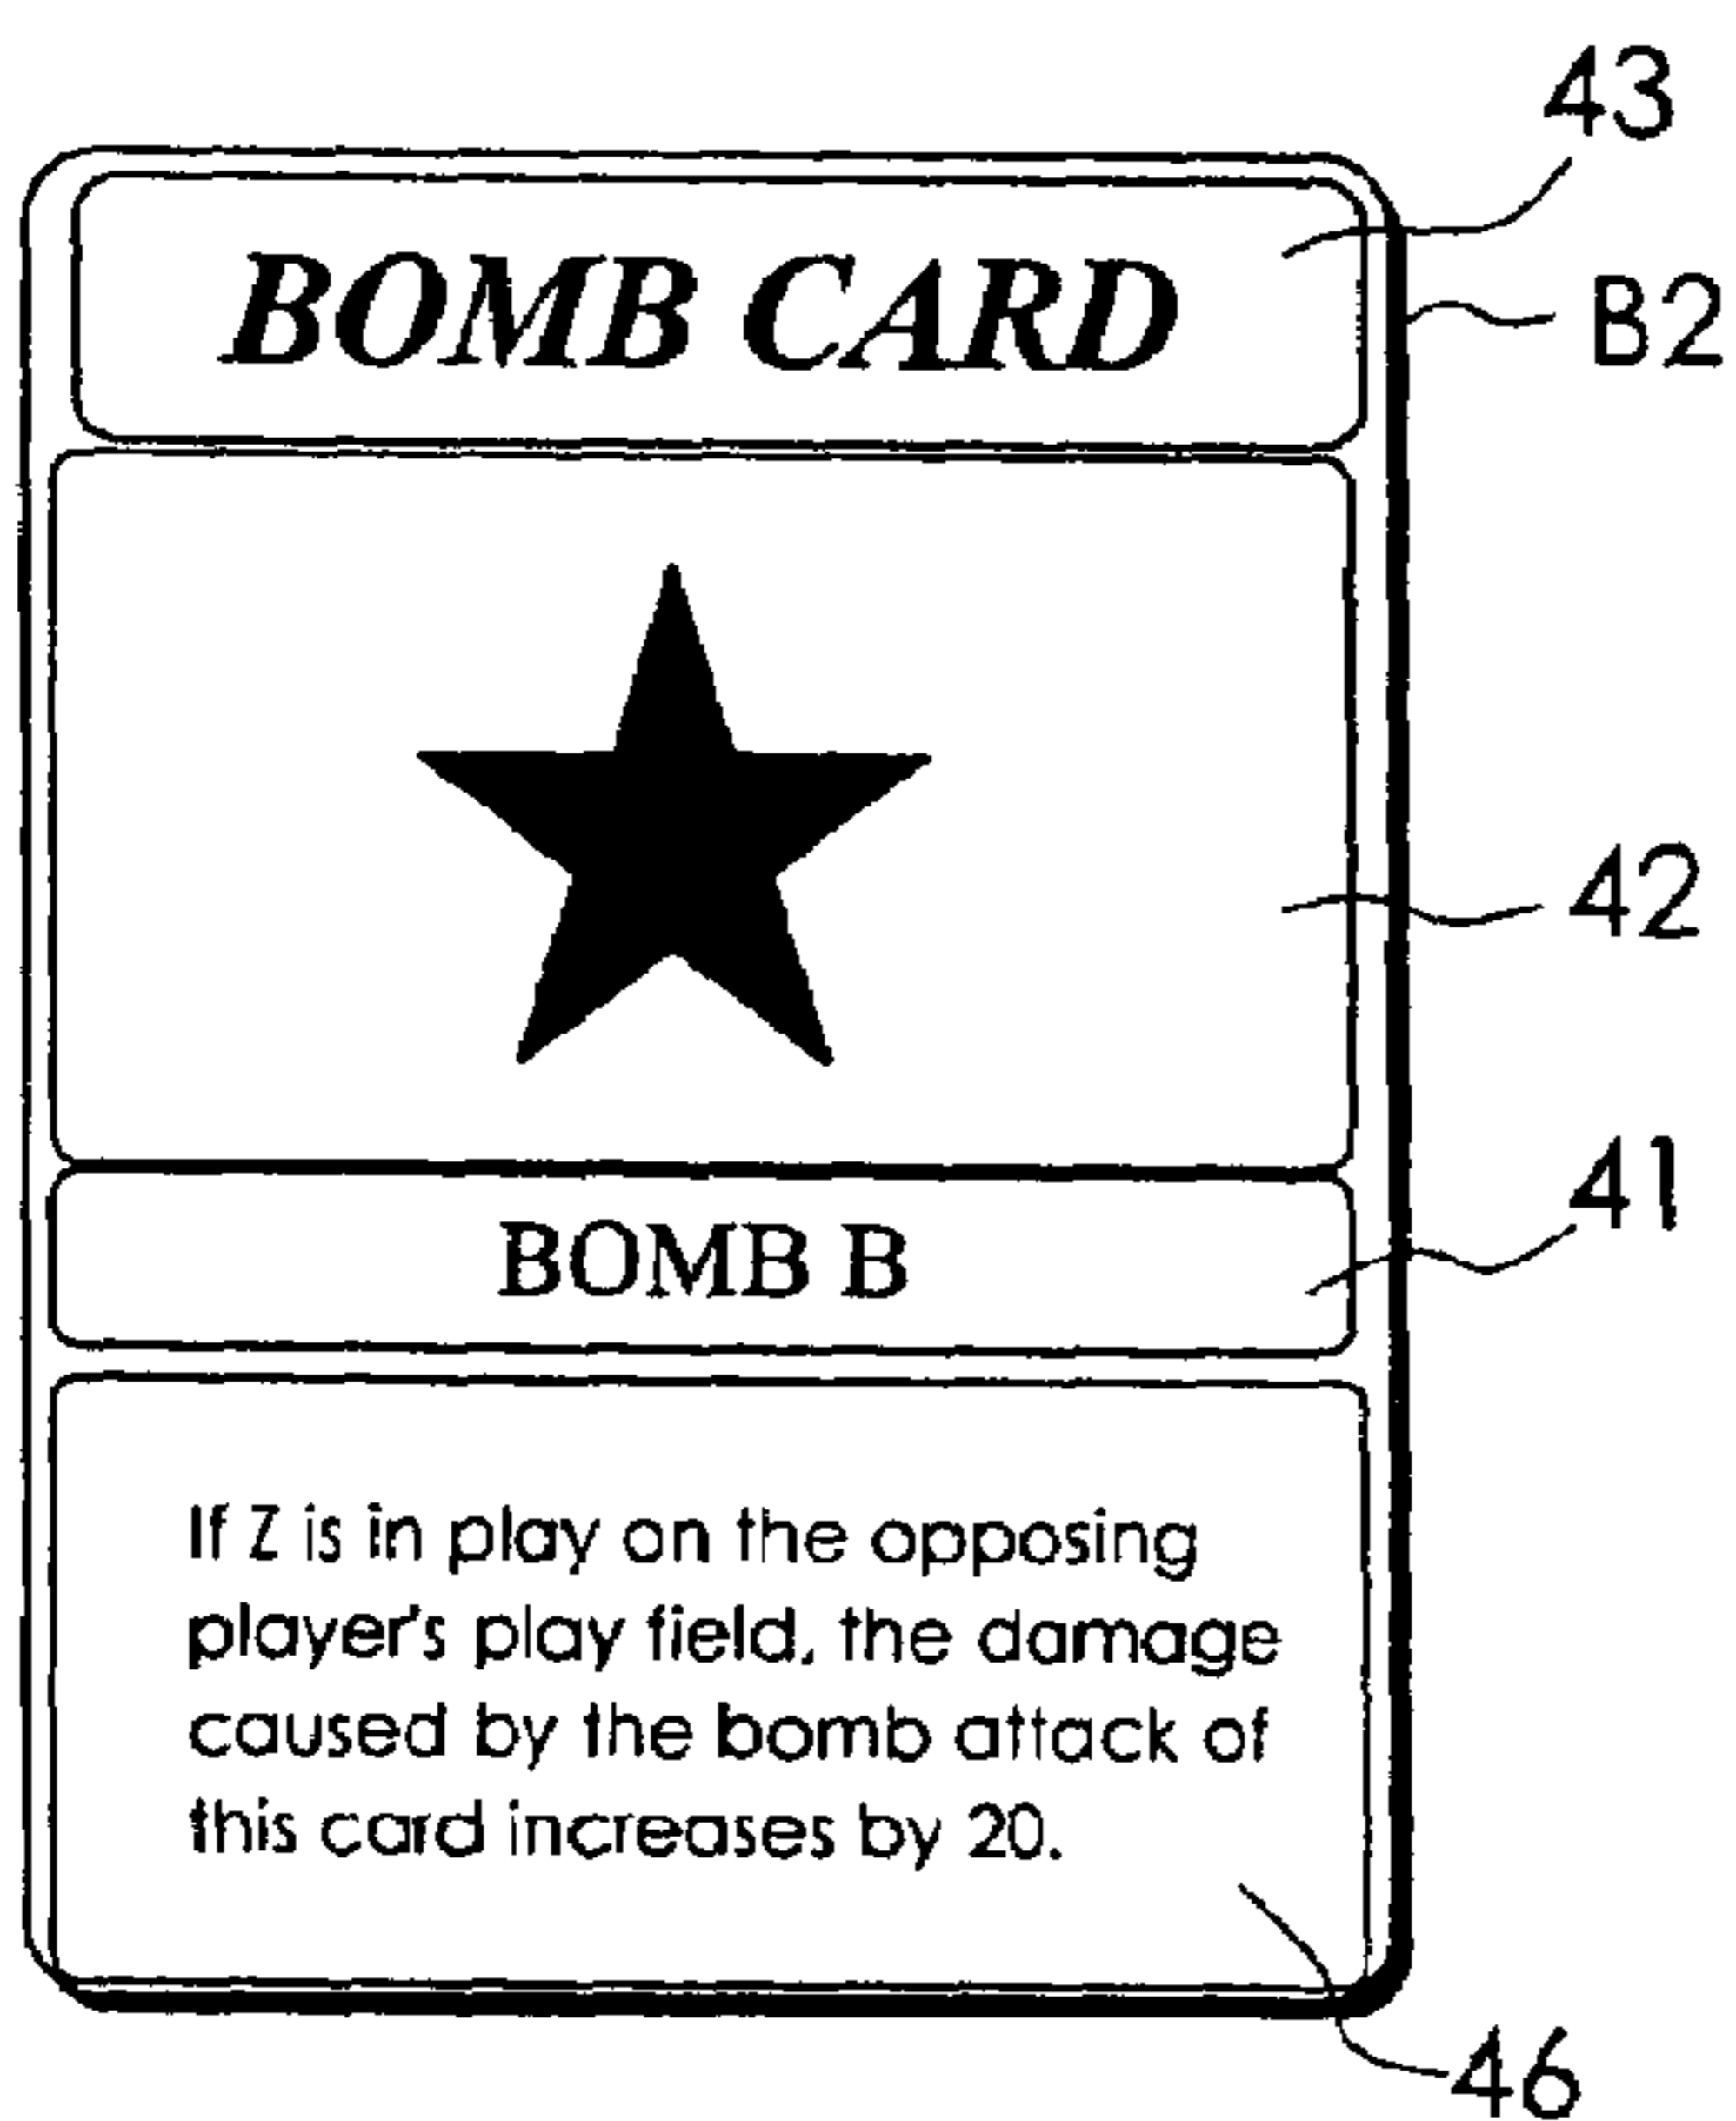 43
BOMB CARD
B2
42
41
BOMB B
If Z is in play on the opposing
player's play field, the damage
caused by the bomb attack of
this card increases by 20.
46